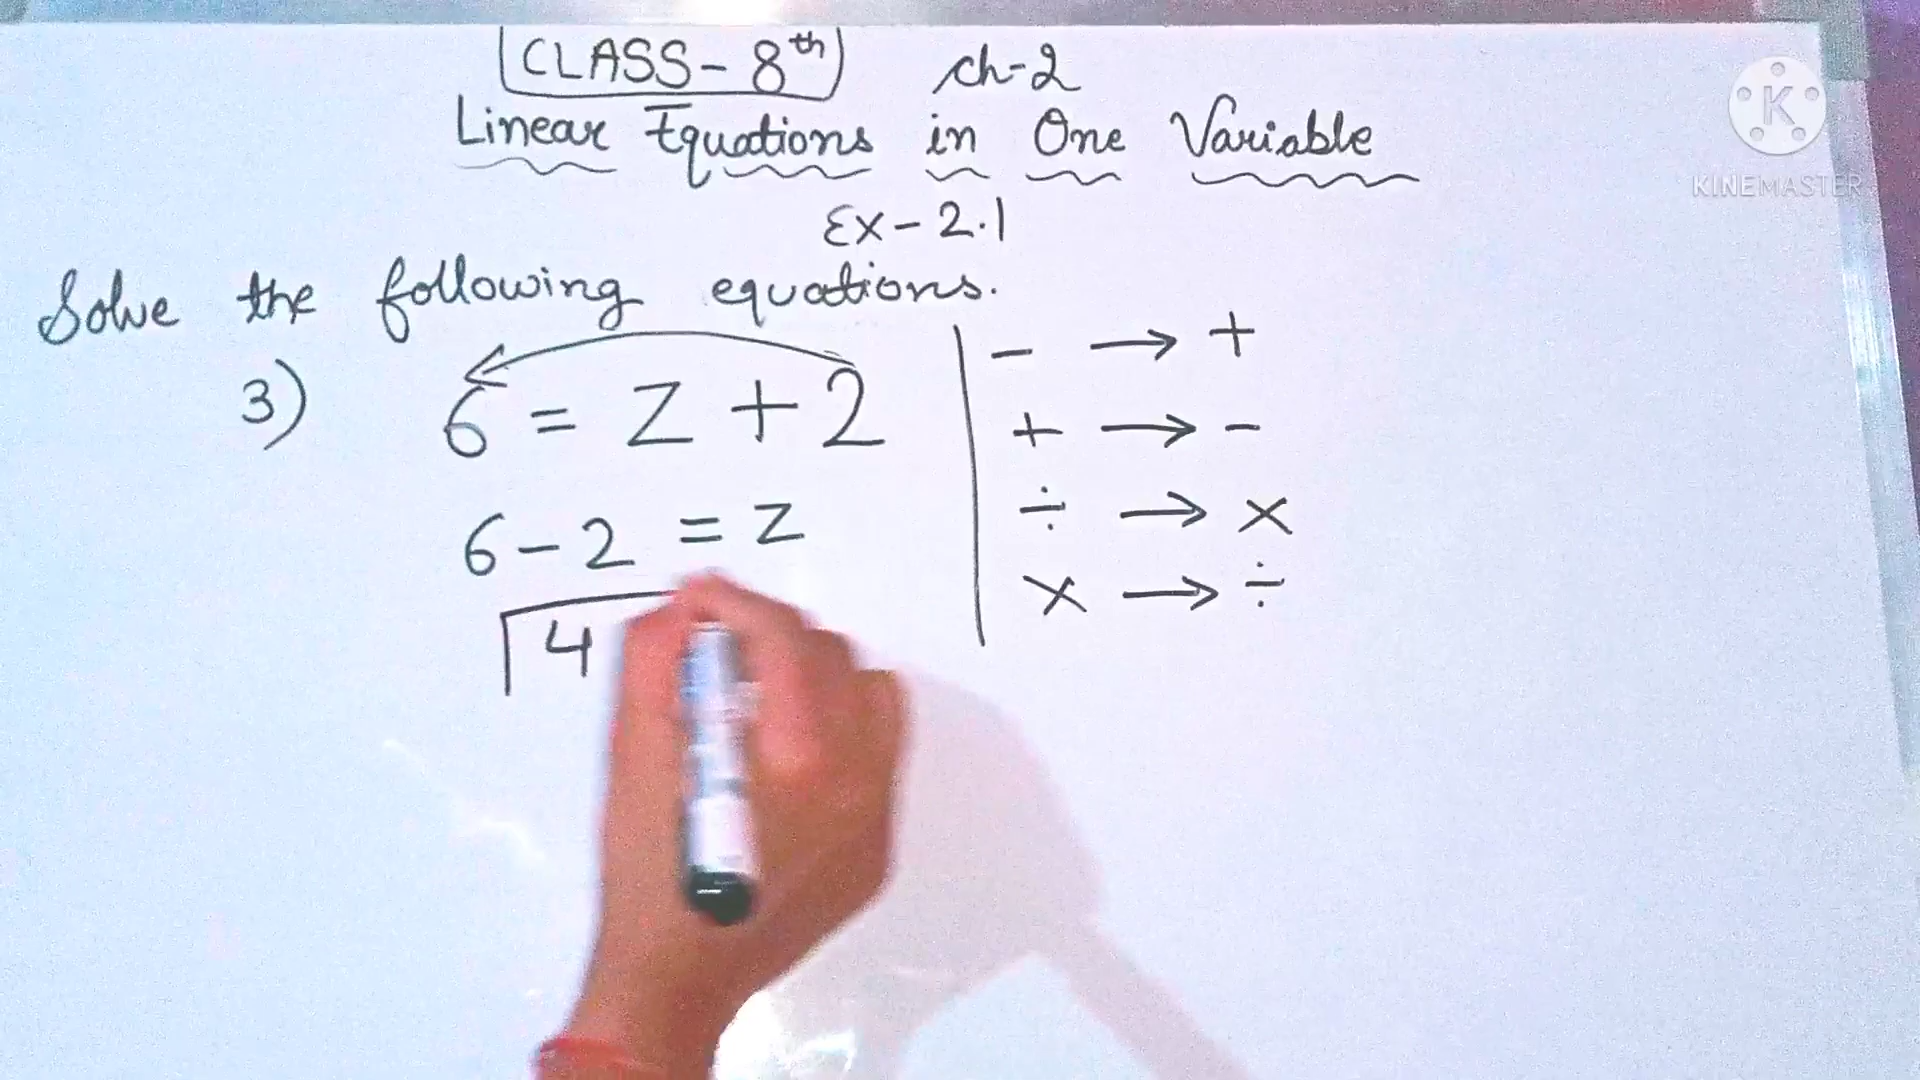 CLASS-8th ch-2
Linear Equations in One Variable
Ex-2.1
Solve the following equations.
3) 6 = z + 2
6 - 2 = z
4
- → +
+ → -
÷ → ×
× → ÷
K
KINEMASTER